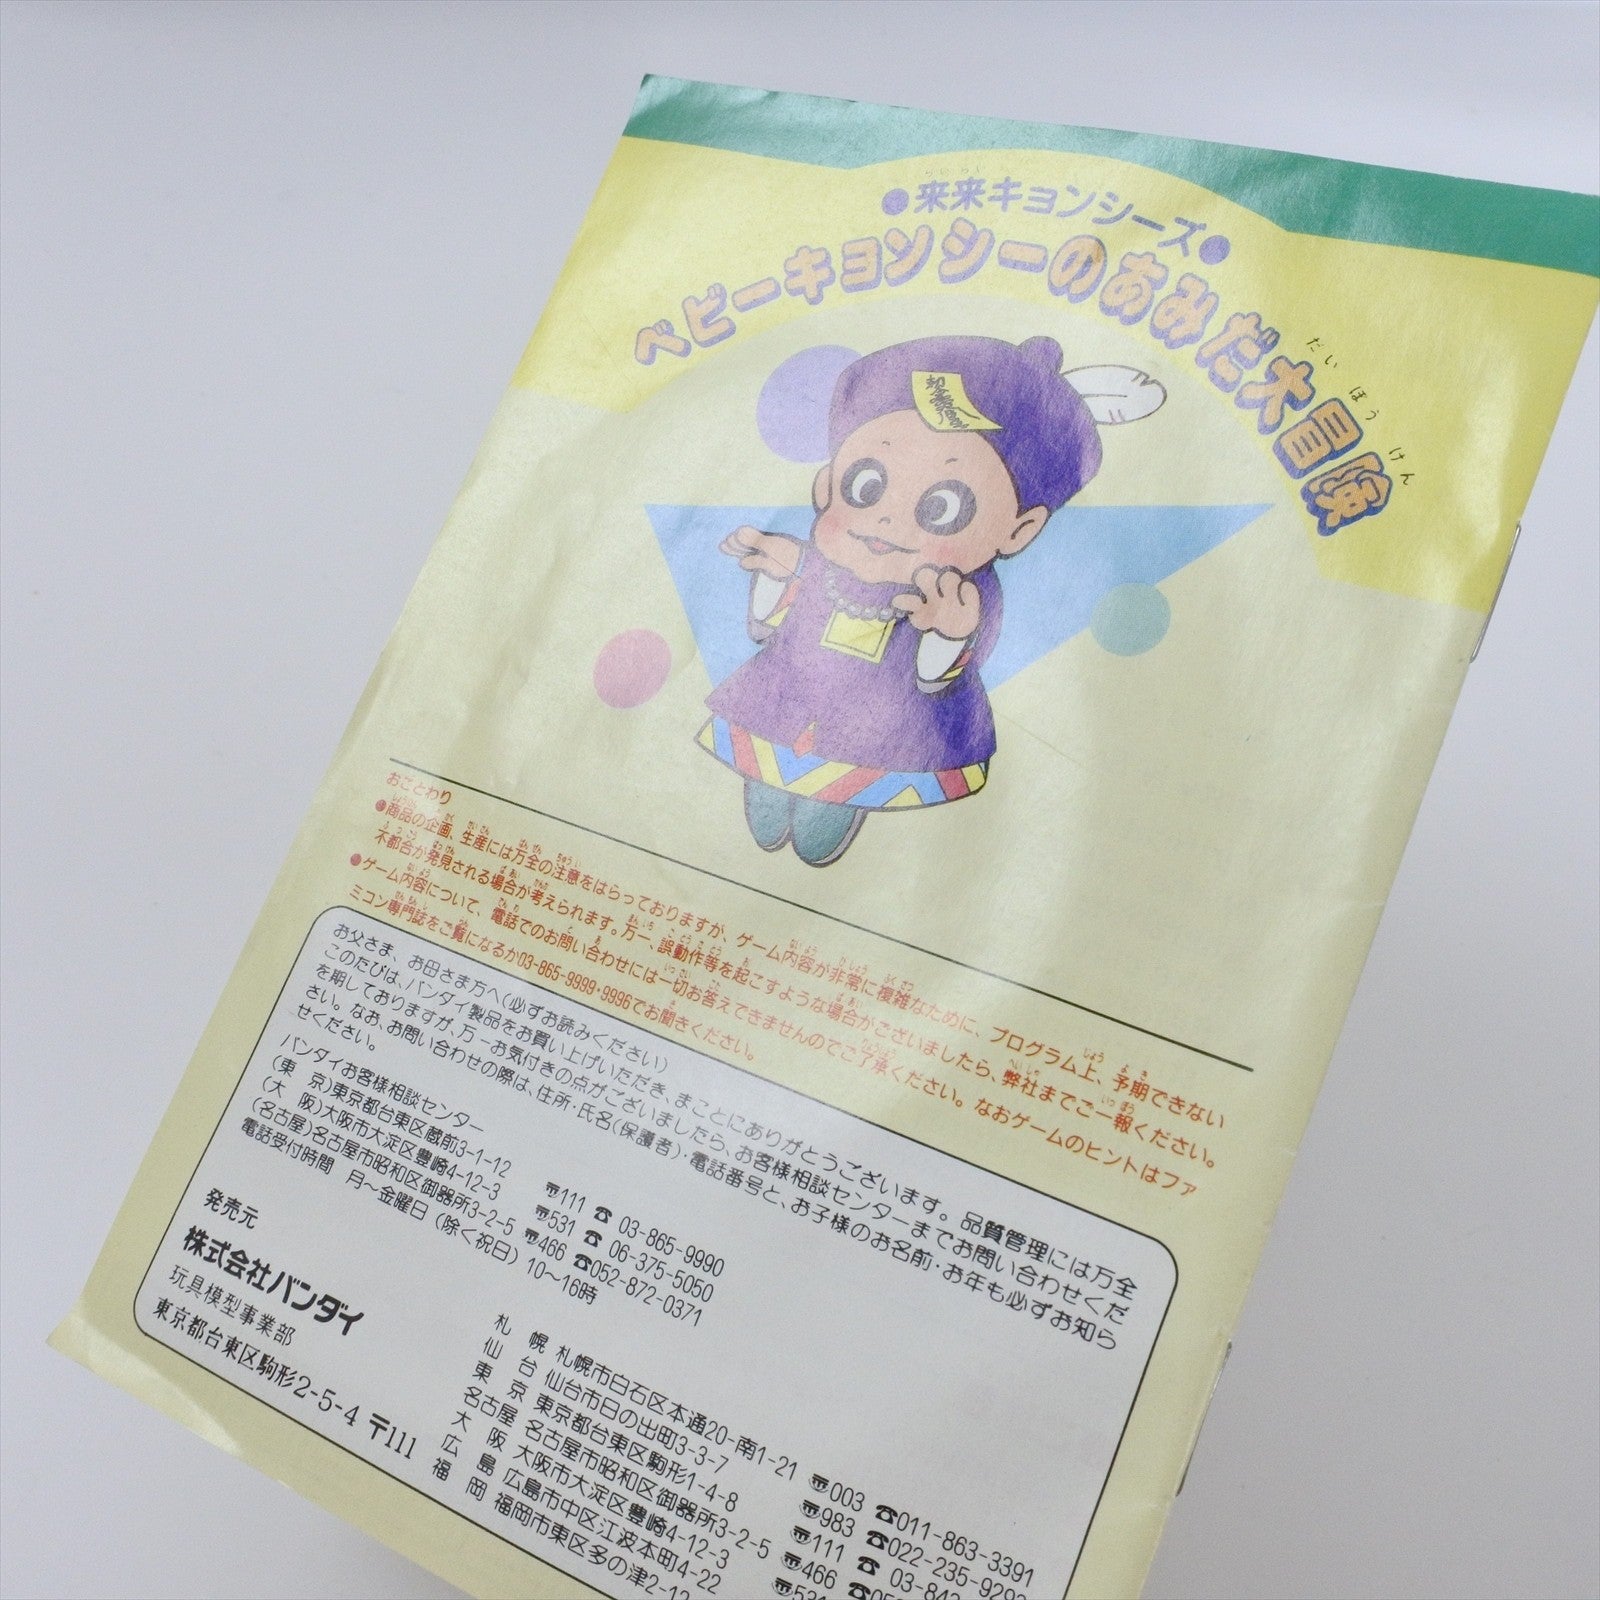 ●来来キョンシーズ●
ベビーキョンシーのあみだ大冒険
だい ぼう けん
おことわり
●商品の企画、生産には万全の注意をはらっておりますが、ゲーム内容が非常に複雑なために、プログラム上、予期できない
不都合が発見される場合が考えられます。万一、誤動作等を起こすような場合がございましたら、弊社までご一報ください。
●ゲーム内容について、電話でのお問い合わせには一切お答えできませんのでご了承ください。なおゲームのヒントはファ
ミコン専門誌をご覧になるか03-865-9999・9996でお聞きください。
お父さま、お母さま方へ(必ずお読みください)
このたびは、バンダイ製品をお買い上げいただき、まことにありがとうございます。品質管理には万全
を期しておりますが、万一お気付きの点がございましたら、お客様相談センターまでお問い合わせくだ
さい。なお、お問い合わせの際は、住所・氏名(保護者)・電話番号と、お子様のお名前・お年も必ずお知ら
せください。
バンダイお客様相談センター
(東　京)東京都台東区蔵前3-1-12 〒111 ☎ 03-865-9990
(大　阪)大阪市大淀区豊崎4-12-3 〒531 ☎ 06-375-5050
(名古屋)名古屋市昭和区御器所3-2-5 〒466 ☎052-872-0371
電話受付時間　月～金曜日(除く祝日)10～16時
発売元
株式会社バンダイ
玩具模型事業部
東京都台東区駒形2-5-4 〒111
札　幌 札幌市白石区本通20-南1-21 〒003 ☎011-863-3391
仙　台 仙台市日の出町3-3-7 〒983 ☎022-235-929
東　京 東京都台東区駒形1-4-8 〒111 ☎ 03-84
名古屋 名古屋市昭和区御器所3-2-5 〒466 ☎05
大　阪 大阪市大淀区豊崎4-12-3 〒531
広　島 広島市中区江波本町4-22
福　岡 福岡市東区多の津2-12